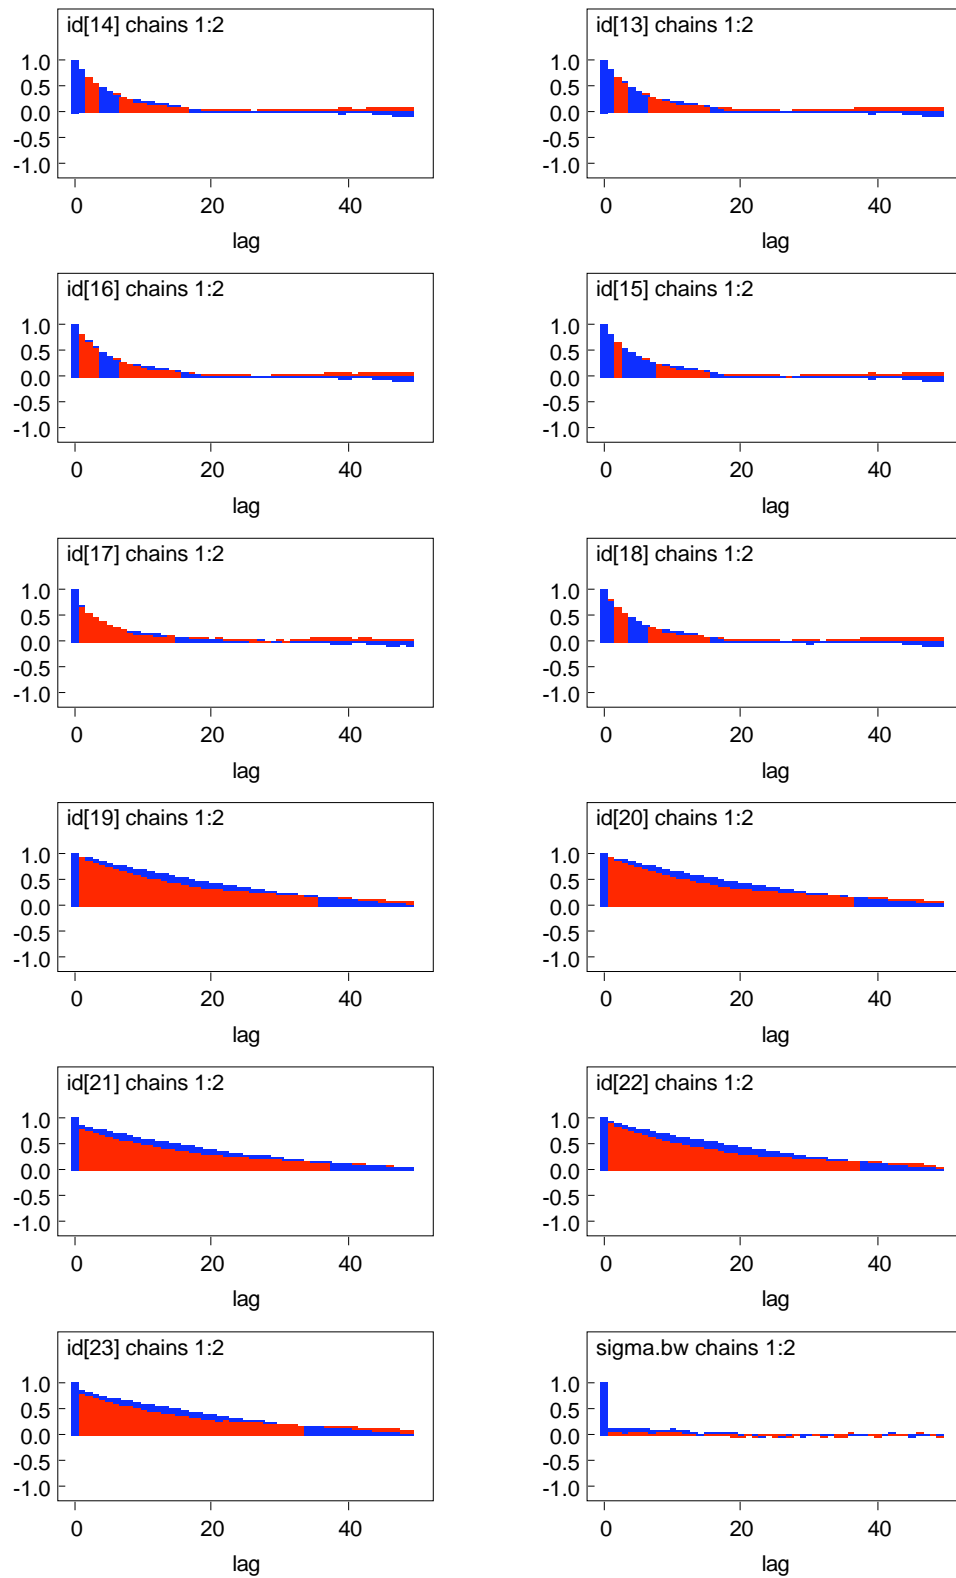 id[14] chains 1:2
1.0
0.5
0.0
-0.5
-1.0
0 20 40
lag
id[13] chains 1:2
1.0
0.5
0.0
-0.5
-1.0
0 20 40
lag
id[16] chains 1:2
1.0
0.5
0.0
-0.5
-1.0
0 20 40
lag
id[15] chains 1:2
1.0
0.5
0.0
-0.5
-1.0
0 20 40
lag
id[17] chains 1:2
1.0
0.5
0.0
-0.5
-1.0
0 20 40
lag
id[18] chains 1:2
1.0
0.5
0.0
-0.5
-1.0
0 20 40
lag
id[19] chains 1:2
1.0
0.5
0.0
-0.5
-1.0
0 20 40
lag
id[20] chains 1:2
1.0
0.5
0.0
-0.5
-1.0
0 20 40
lag
id[21] chains 1:2
1.0
0.5
0.0
-0.5
-1.0
0 20 40
lag
id[22] chains 1:2
1.0
0.5
0.0
-0.5
-1.0
0 20 40
lag
id[23] chains 1:2
1.0
0.5
0.0
-0.5
-1.0
0 20 40
lag
sigma.bw chains 1:2
1.0
0.5
0.0
-0.5
-1.0
0 20 40
lag